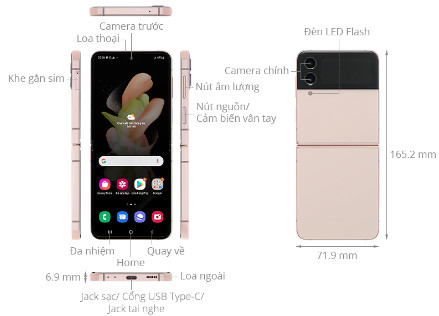 Camera trước
Loa thoại
Đèn LED Flash
Khe gắn sim
Camera chính
Nút âm lượng
Nút nguồn/
Cảm biến vân tay
165.2 mm
Đa nhiệm
Quay về
Home
71.9 mm
6.9 mm
Loa ngoài
Jack sạc/ Cổng USB Type-C/
Jack tai nghe